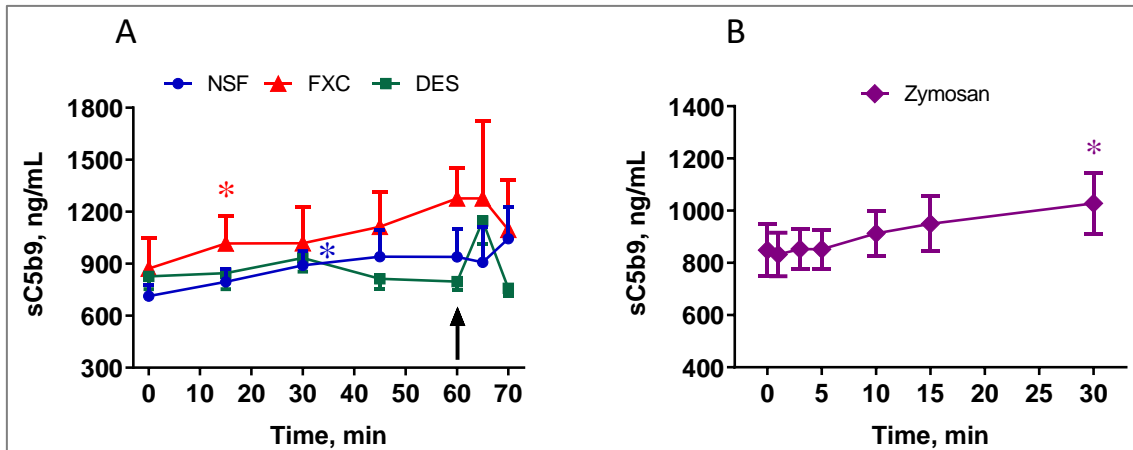 A
NSF FXC DES
sC5b9, ng/mL
1800
1500
1200
900
600
300
*
*
0 10 20 30 40 50 60 70
Time, min
B
Zymosan
sC5b9, ng/mL
1400
1200
1000
800
600
400
*
0 5 10 15 20 25 30
Time, min